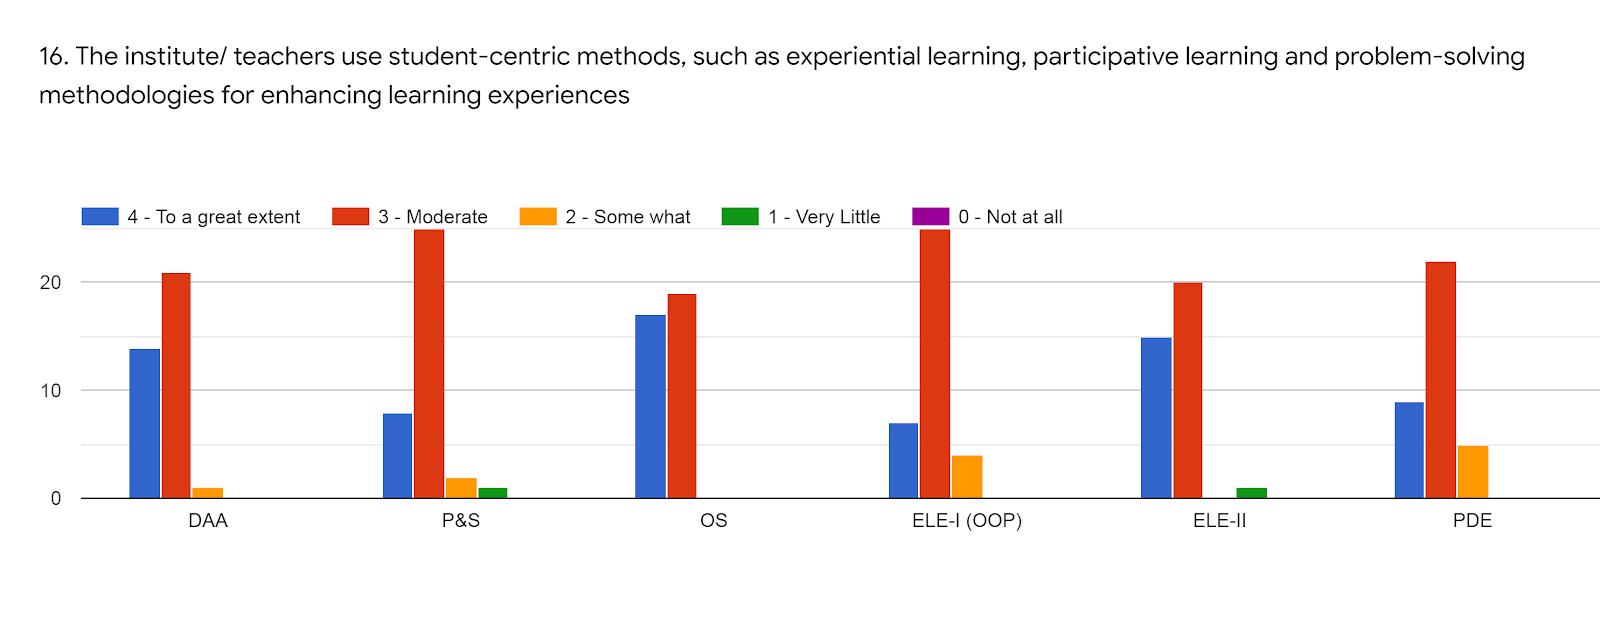 16. The institute/ teachers use student-centric methods, such as experiential learning, participative learning and problem-solving
methodologies for enhancing learning experiences
4 - To a great extent 3 - Moderate 2 - Some what 1 - Very Little 0 - Not at all
20
10
0
DAA P&S OS ELE-I (OOP) ELE-II PDE